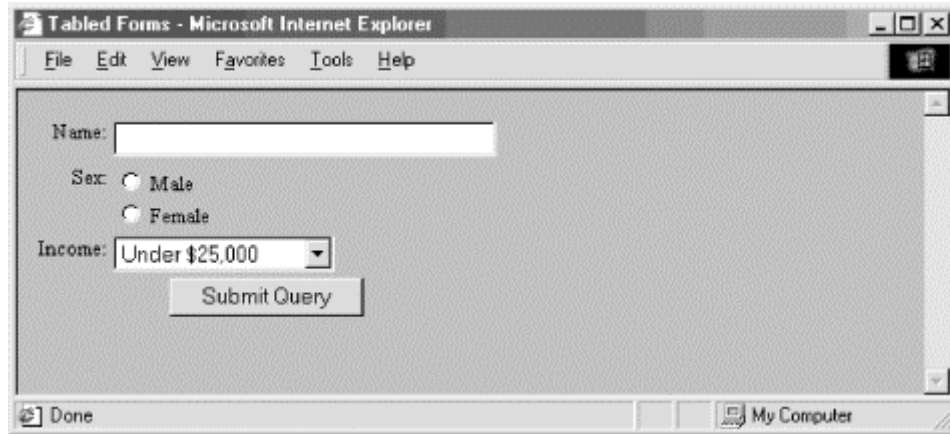 Tabled Forms - Microsoft Internet Explorer
File Edit View Favorites Tools Help
Name:
Sex: Male
Female
Income: Under $25,000
Submit Query
Done My Computer